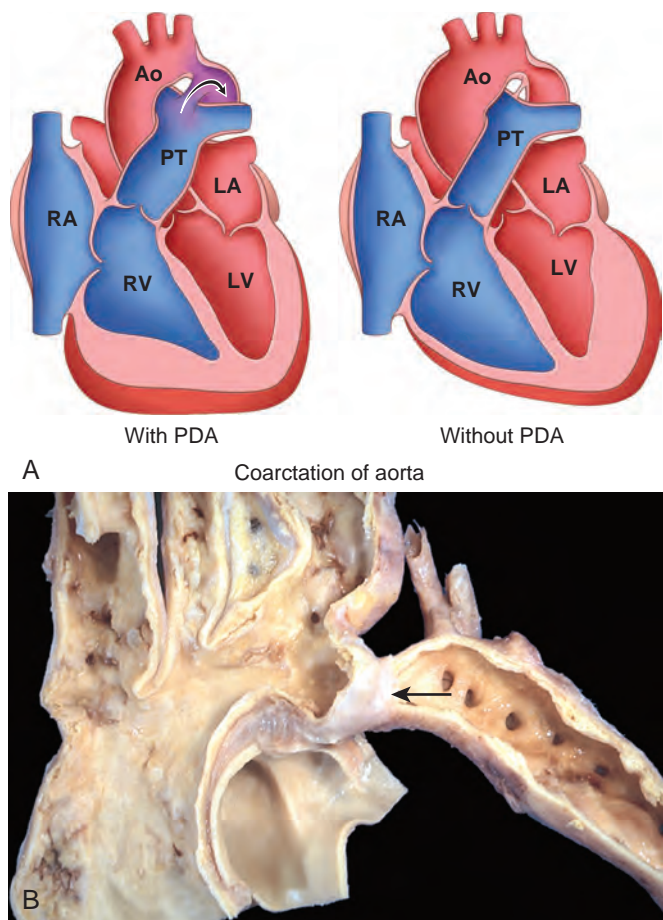 Ao
PT
RA
LA
RV
LV
With PDA
Ao
PT
RA
LA
RV
LV
Without PDA
A
Coarctation of aorta
B